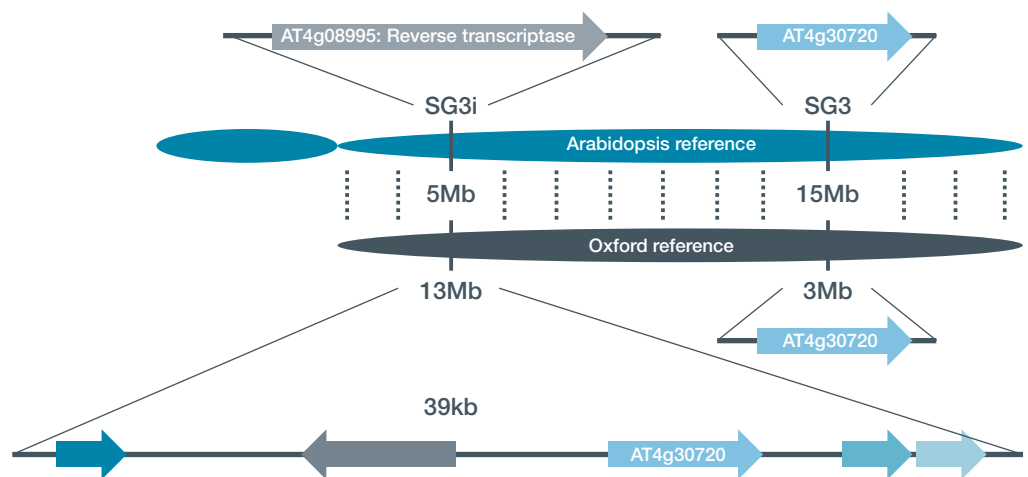 AT4g08995: Reverse transcriptase
AT4g30720
SG3i
SG3
Arabidopsis reference
5Mb
15Mb
Oxford reference
13Mb
3Mb
AT4g30720
39kb
AT4g30720